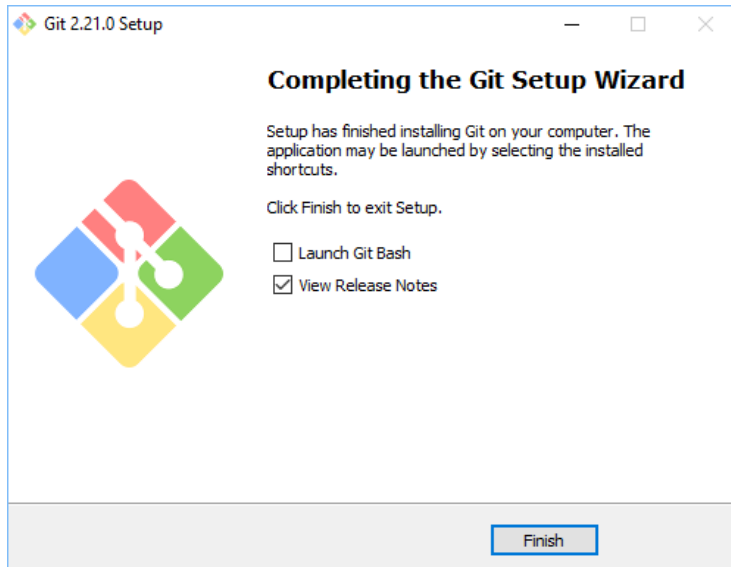 Git 2.21.0 Setup
Completing the Git Setup Wizard
Setup has finished installing Git on your computer. The
application may be launched by selecting the installed
shortcuts.
Click Finish to exit Setup.
Launch Git Bash
View Release Notes
Finish